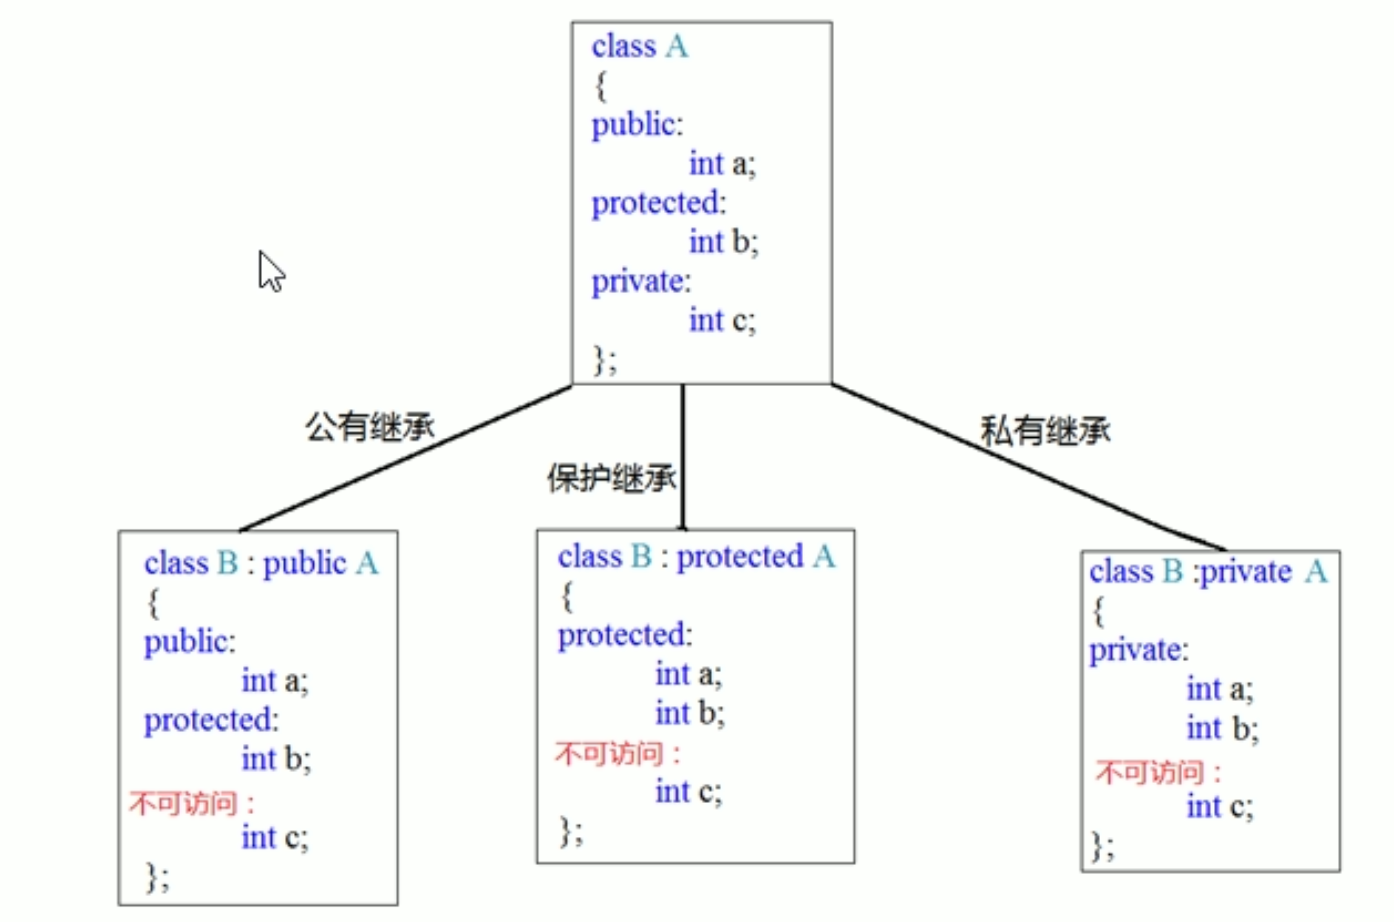 class A
{
public:
int a;
protected:
int b;
private:
int c;
};
公有继承
保护继承
私有继承
class B : public A
{
public:
int a;
protected:
int b;
不可访问：
int c;
};
class B : protected A
{
protected:
int a;
int b;
不可访问：
int c;
};
class B :private A
{
private:
int a;
int b;
不可访问：
int c;
};